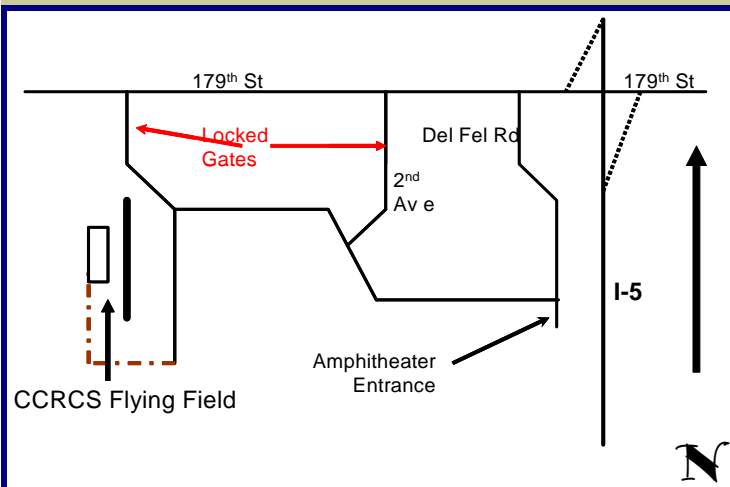 179th St
179th St
Locked
Gates
Del Fel Rd
2nd
Av e
I-5
Amphitheater
Entrance
CCRCS Flying Field
N